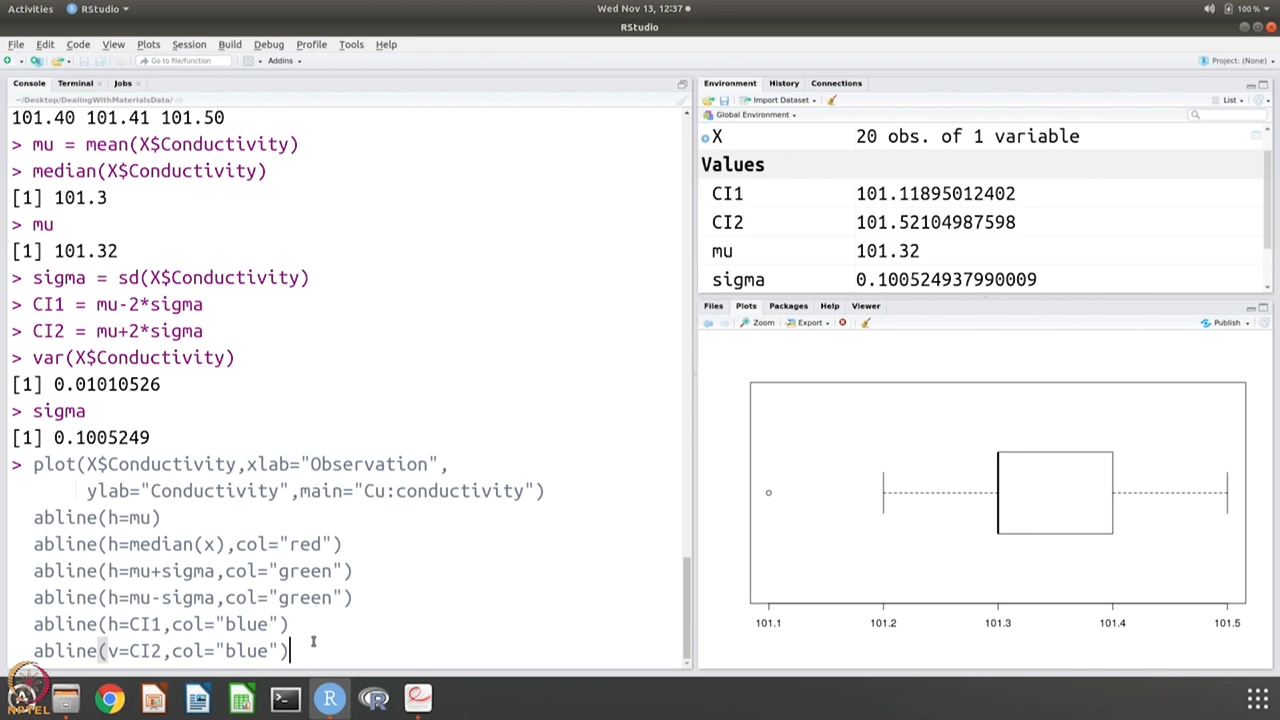 Activities RStudio Wed Nov 13, 12:37 100 %
RStudio
File Edit Code View Plots Session Build Debug Profile Tools Help
Go to file/function Addins Project: (None)
Console Terminal Jobs
~/Desktop/DealingWithMaterialsData/
101.40 101.41 101.50
> mu = mean(X$Conductivity)
> median(X$Conductivity)
[1] 101.3
> mu
[1] 101.32
> sigma = sd(X$Conductivity)
> CI1 = mu-2*sigma
> CI2 = mu+2*sigma
> var(X$Conductivity)
[1] 0.01010526
> sigma
[1] 0.1005249
> plot(X$Conductivity,xlab="Observation",
ylab="Conductivity",main="Cu:conductivity")
abline(h=mu)
abline(h=median(x),col="red")
abline(h=mu+sigma,col="green")
abline(h=mu-sigma,col="green")
abline(h=CI1,col="blue")
abline(v=CI2,col="blue")
Environment History Connections
Import Dataset List
Global Environment
X 20 obs. of 1 variable
Values
CI1 101.11895012402
CI2 101.52104987598
mu 101.32
sigma 0.100524937990009
Files Plots Packages Help Viewer
Zoom Export Publish
101.1 101.2 101.3 101.4 101.5
NPTEL